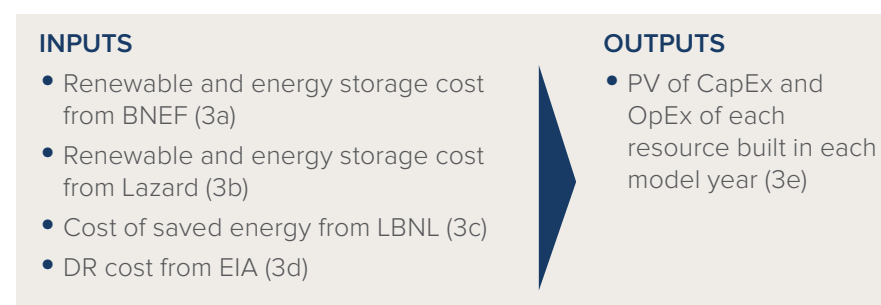 INPUTS
• Renewable and energy storage cost
from BNEF (3a)
• Renewable and energy storage cost
from Lazard (3b)
• Cost of saved energy from LBNL (3c)
• DR cost from EIA (3d)
OUTPUTS
• PV of CapEx and
OpEx of each
resource built in each
model year (3e)